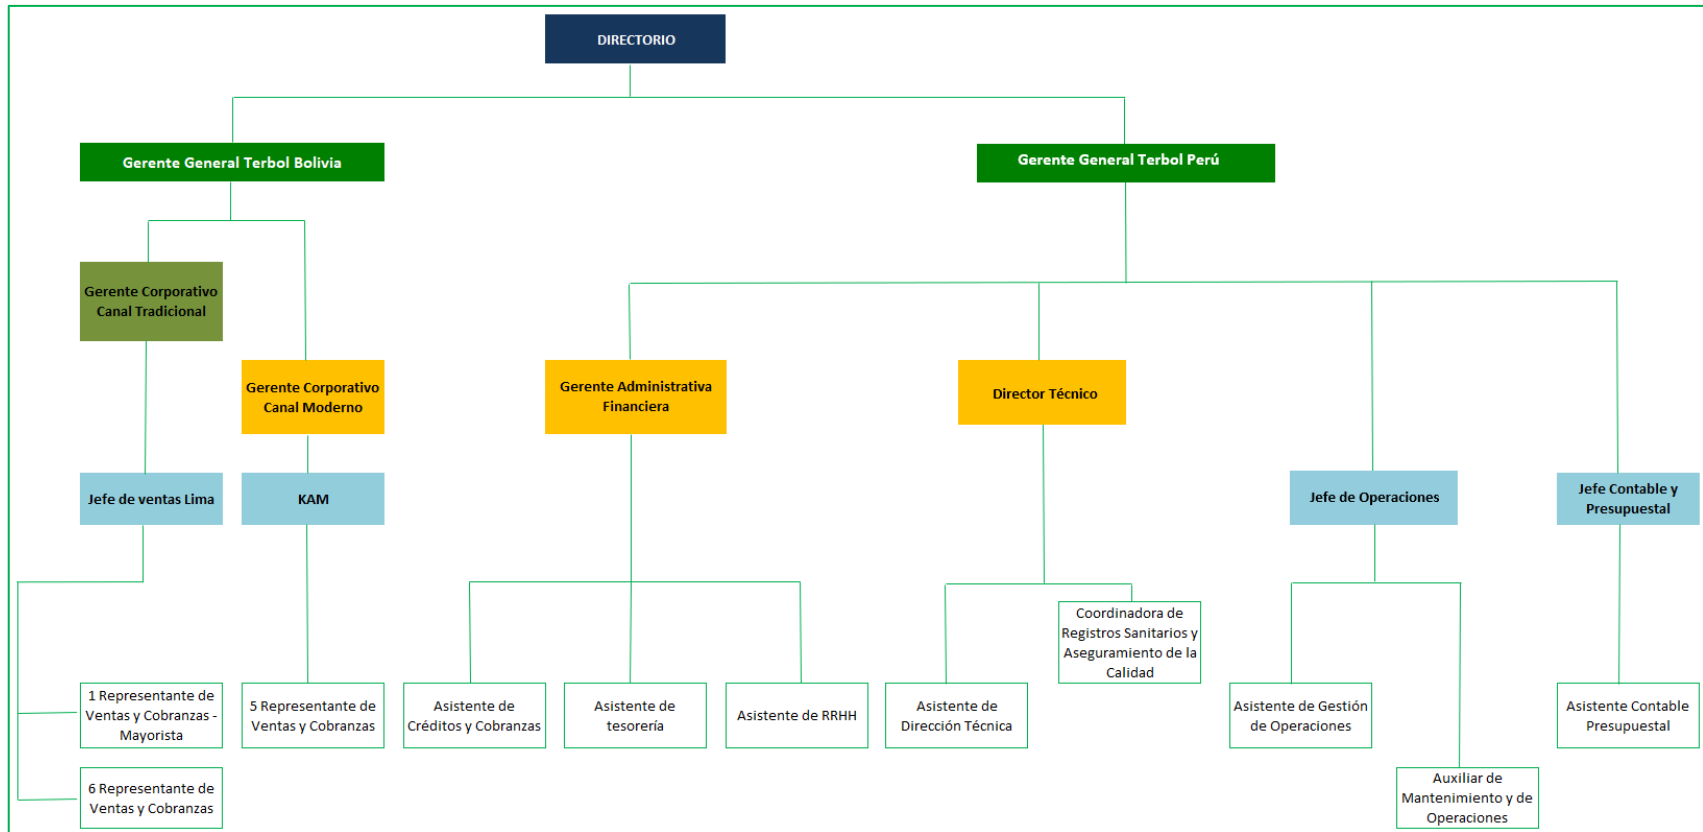 DIRECTORIO
Gerente General Terbol Bolivia
Gerente General Terbol Perú
Gerente Corporativo
Canal Tradicional
Gerente Corporativo
Canal Moderno
Gerente Administrativa
Financiera
Director Técnico
Jefe de ventas Lima
KAM
Jefe de Operaciones
Jefe Contable y
Presupuestal
Coordinadora de
Registros Sanitarios y
Aseguramiento de la
Calidad
1 Representante de
Ventas y Cobranzas -
Mayorista
5 Representante de
Ventas y Cobranzas
Asistente de
Créditos y Cobranzas
Asistente de
tesorería
Asistente de RRHH
Asistente de
Dirección Técnica
Asistente de Gestión
de Operaciones
Asistente Contable
Presupuestal
6 Representante de
Ventas y Cobranzas
Auxiliar de
Mantenimiento y de
Operaciones